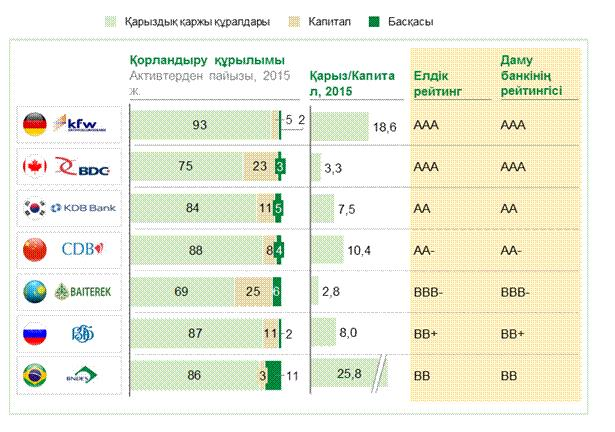 Қарыздық қаржы құралдары Капитал Басқасы
Қорландыру құрылымы
Активтерден пайызы, 2015
ж.
Қарыз/Капита
л, 2015
Елдік
рейтинг
Даму
банкінің
рейтингісі
kfw 93 5 2 18,6 AAA AAA
BDC 75 23 3 3,3 AAA AAA
KDB Bank 84 11 5 7,5 AA AA
CDB 88 8 4 10,4 AA- AA-
BAITEREK 69 25 6 2,8 BBB- BBB-
87 11 2 8,0 BB+ BB+
BNDES 86 3 11 25,8 BB BB